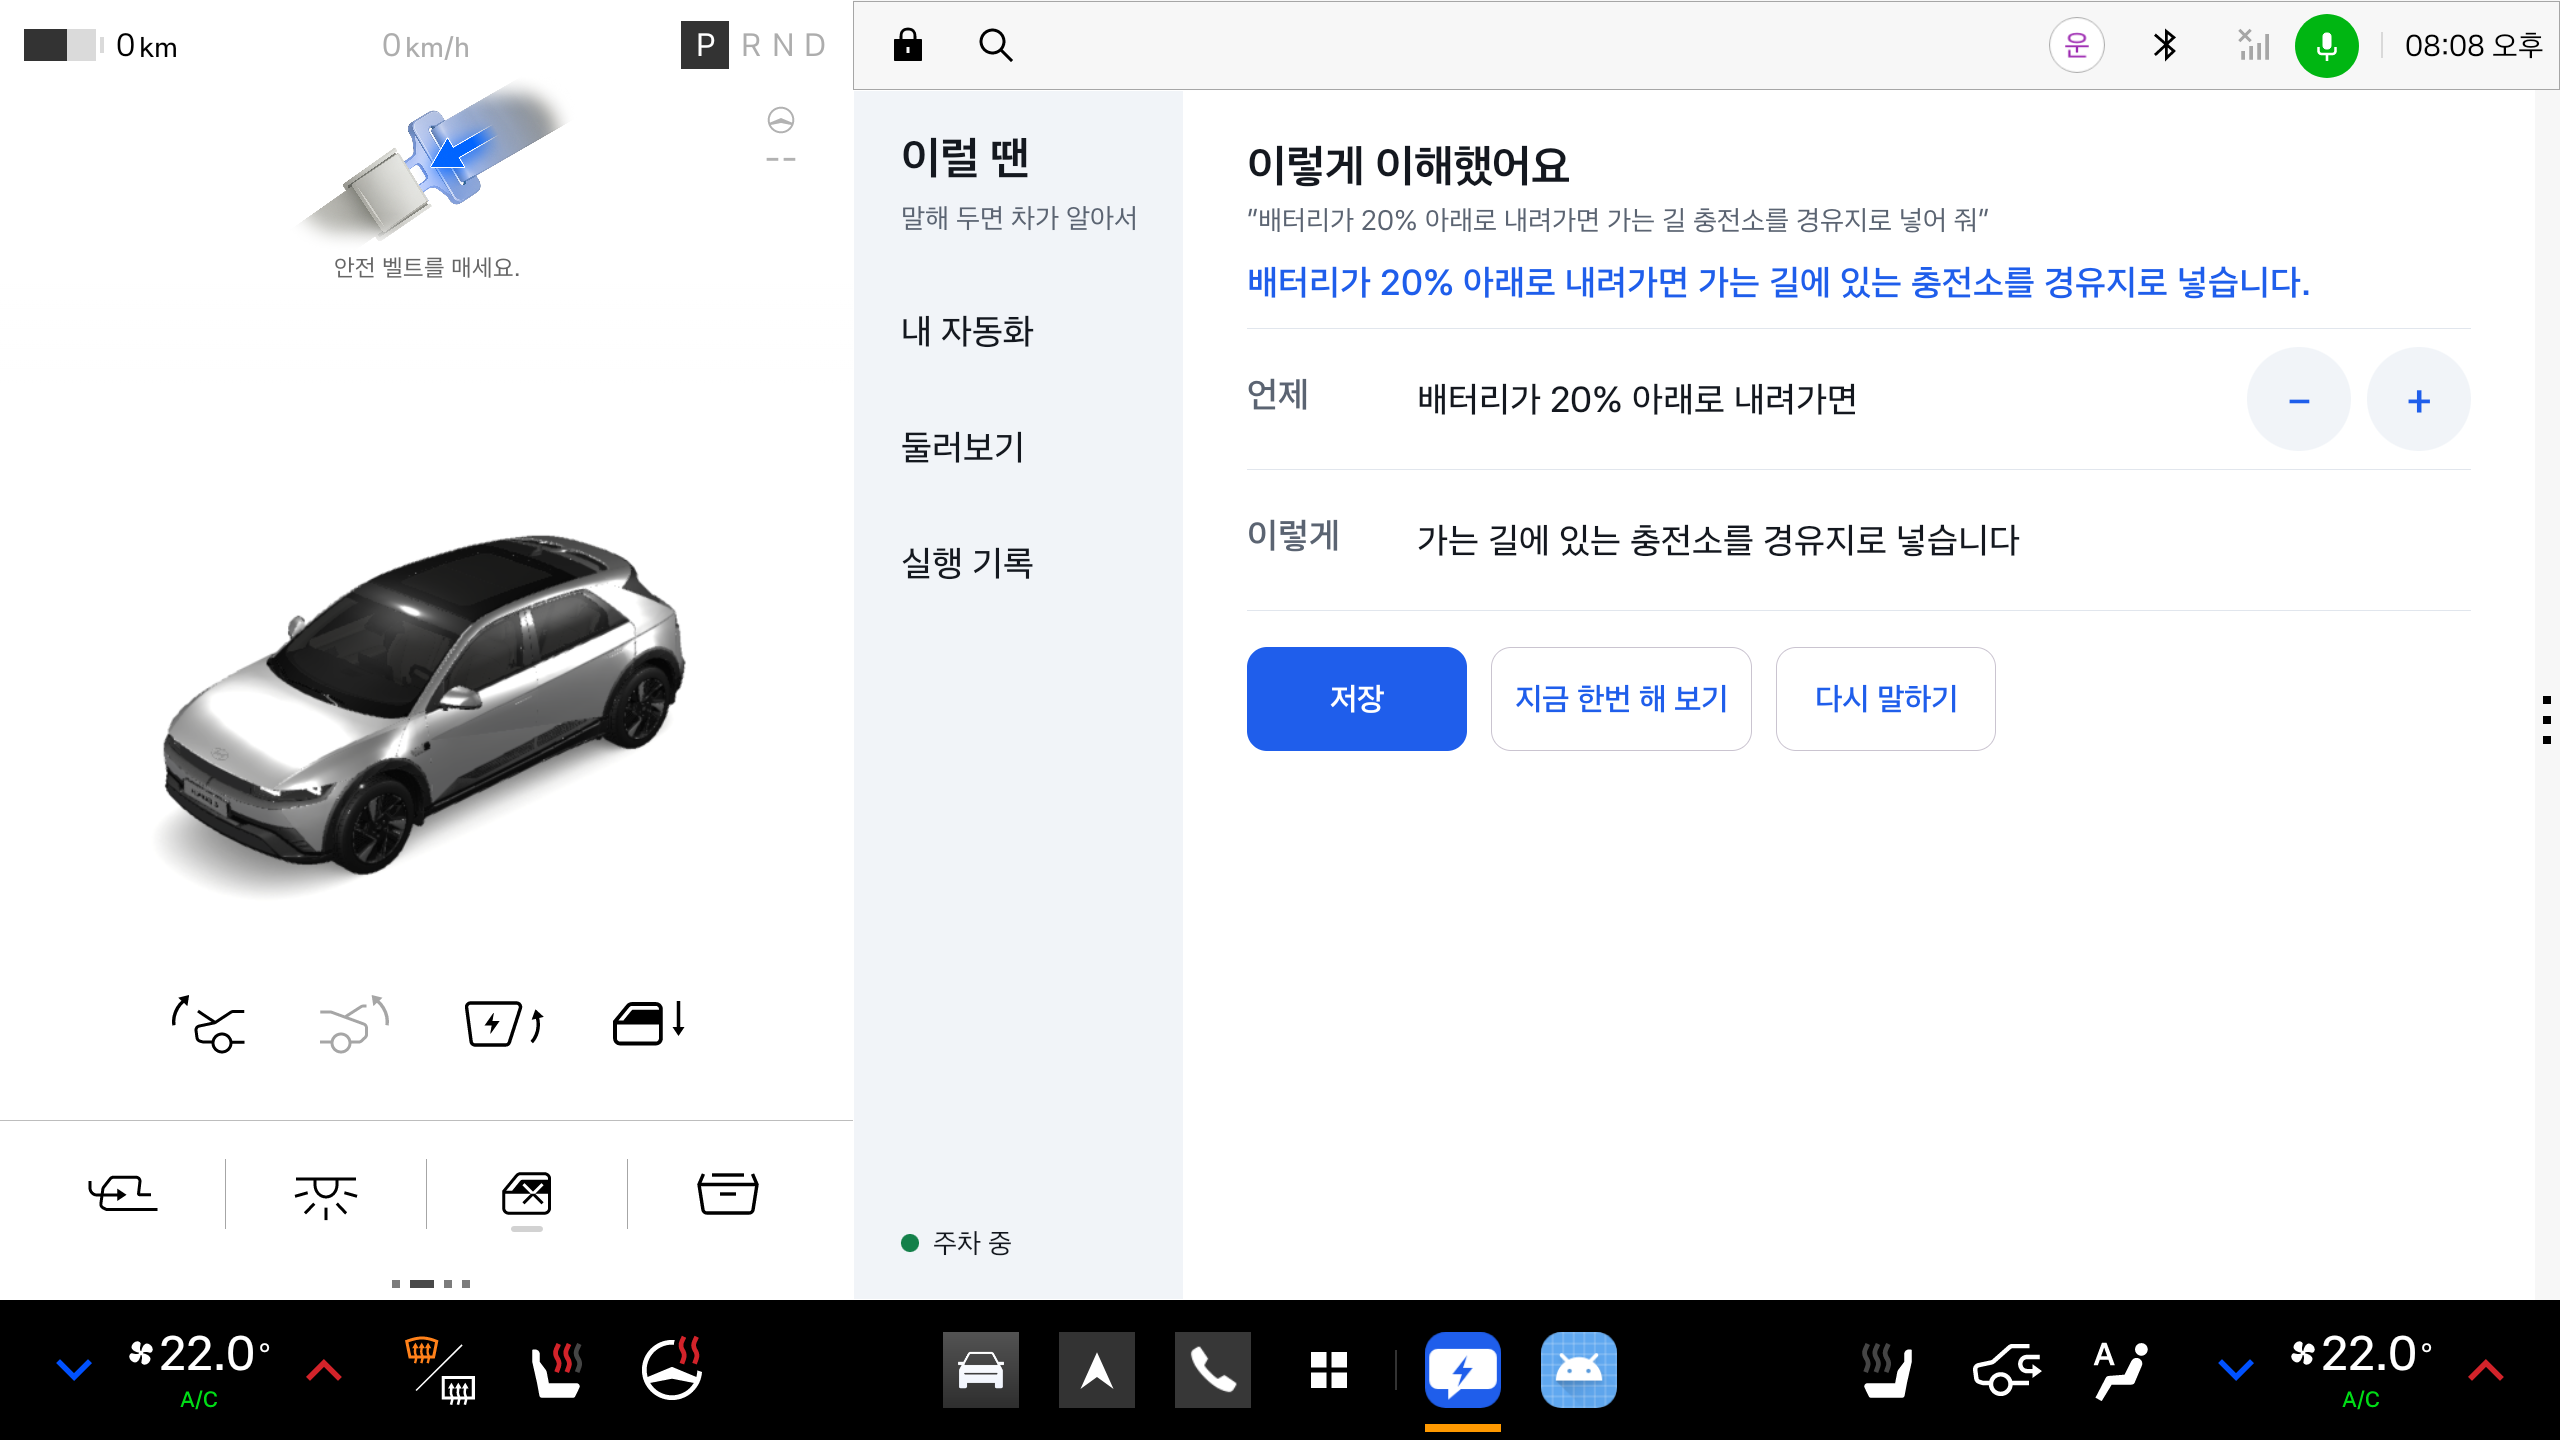 0 km
0 km/h
P R N D
--
안전 벨트를 매세요.
운
08:08 오후
이럴 땐
말해 두면 차가 알아서
내 자동화
둘러보기
실행 기록
주차 중
이렇게 이해했어요
"배터리가 20% 아래로 내려가면 가는 길 충전소를 경유지로 넣어 줘"
배터리가 20% 아래로 내려가면 가는 길에 있는 충전소를 경유지로 넣습니다.
언제
배터리가 20% 아래로 내려가면
−
+
이렇게
가는 길에 있는 충전소를 경유지로 넣습니다
저장
지금 한번 해 보기
다시 말하기
22.0°
A/C
A
22.0°
A/C